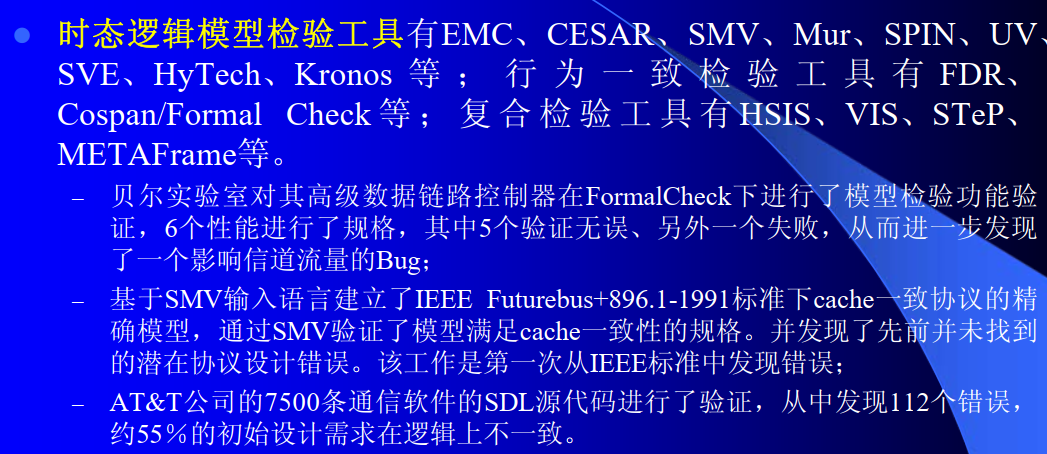 时态逻辑模型检验工具有EMC、CESAR、SMV、Mur、SPIN、UV、
SVE、HyTech、Kronos 等；行为一致检验工具有 FDR、
Cospan/Formal Check等；复合检验工具有HSIS、VIS、STeP、
METAFrame等。
– 贝尔实验室对其高级数据链路控制器在FormalCheck下进行了模型检验功能验
证，6个性能进行了规格，其中5个验证无误、另外一个失败，从而进一步发现
了一个影响信道流量的Bug；
– 基于SMV输入语言建立了IEEE Futurebus+896.1-1991标准下cache一致协议的精
确模型，通过SMV验证了模型满足cache一致性的规格。并发现了先前并未找到
的潜在协议设计错误。该工作是第一次从IEEE标准中发现错误；
– AT&T公司的7500条通信软件的SDL源代码进行了验证，从中发现112个错误，
约55％的初始设计需求在逻辑上不一致。